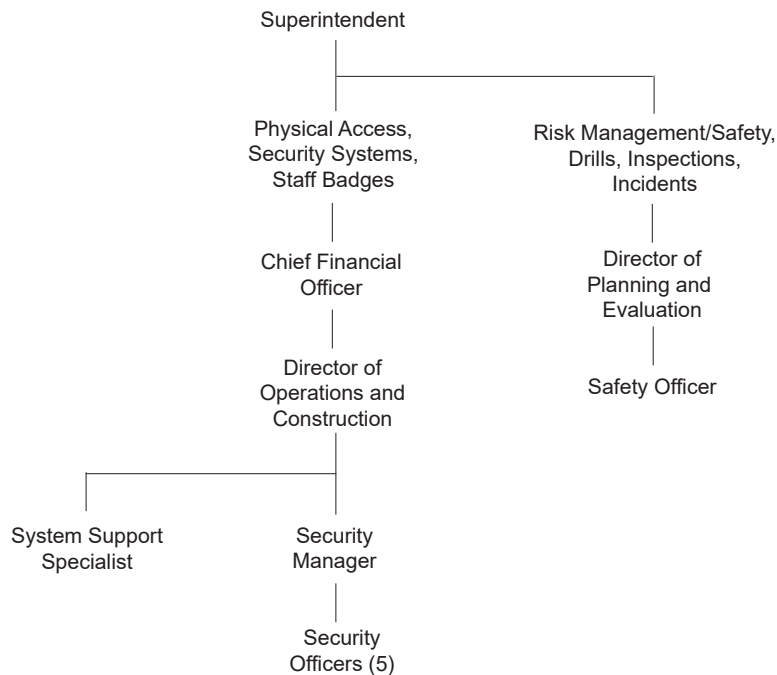 Superintendent
Physical Access,
Security Systems,
Staff Badges
Risk Management/Safety,
Drills, Inspections,
Incidents
Chief Financial
Officer
Director of
Planning and
Evaluation
Director of
Operations and
Construction
Safety Officer
System Support
Specialist
Security
Manager
Security
Officers (5)